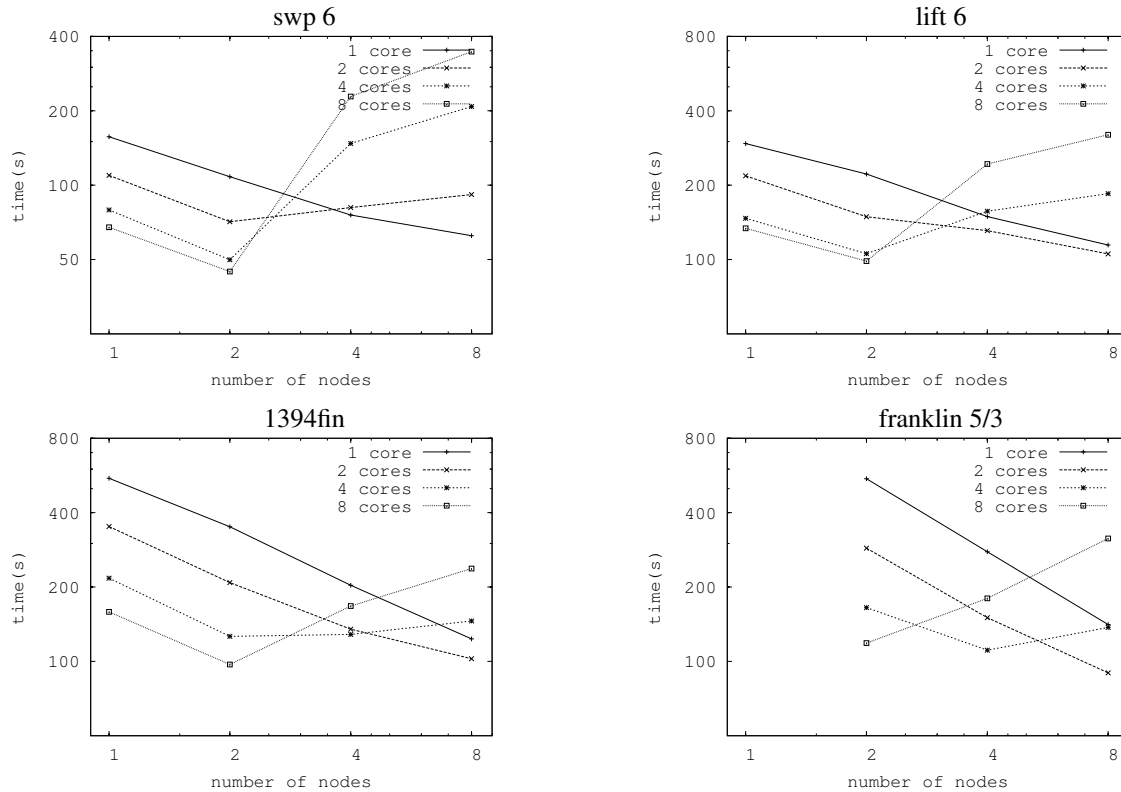 swp 6
400
200
100
50
time(s)
1 core
2 cores
4 cores
8 cores
1
2
4
8
number of nodes
lift 6
800
400
200
100
time(s)
1 core
2 cores
4 cores
8 cores
1
2
4
8
number of nodes
1394fin
800
400
200
100
time(s)
1 core
2 cores
4 cores
8 cores
1
2
4
8
number of nodes
franklin 5/3
800
400
200
100
time(s)
1 core
2 cores
4 cores
8 cores
1
2
4
8
number of nodes